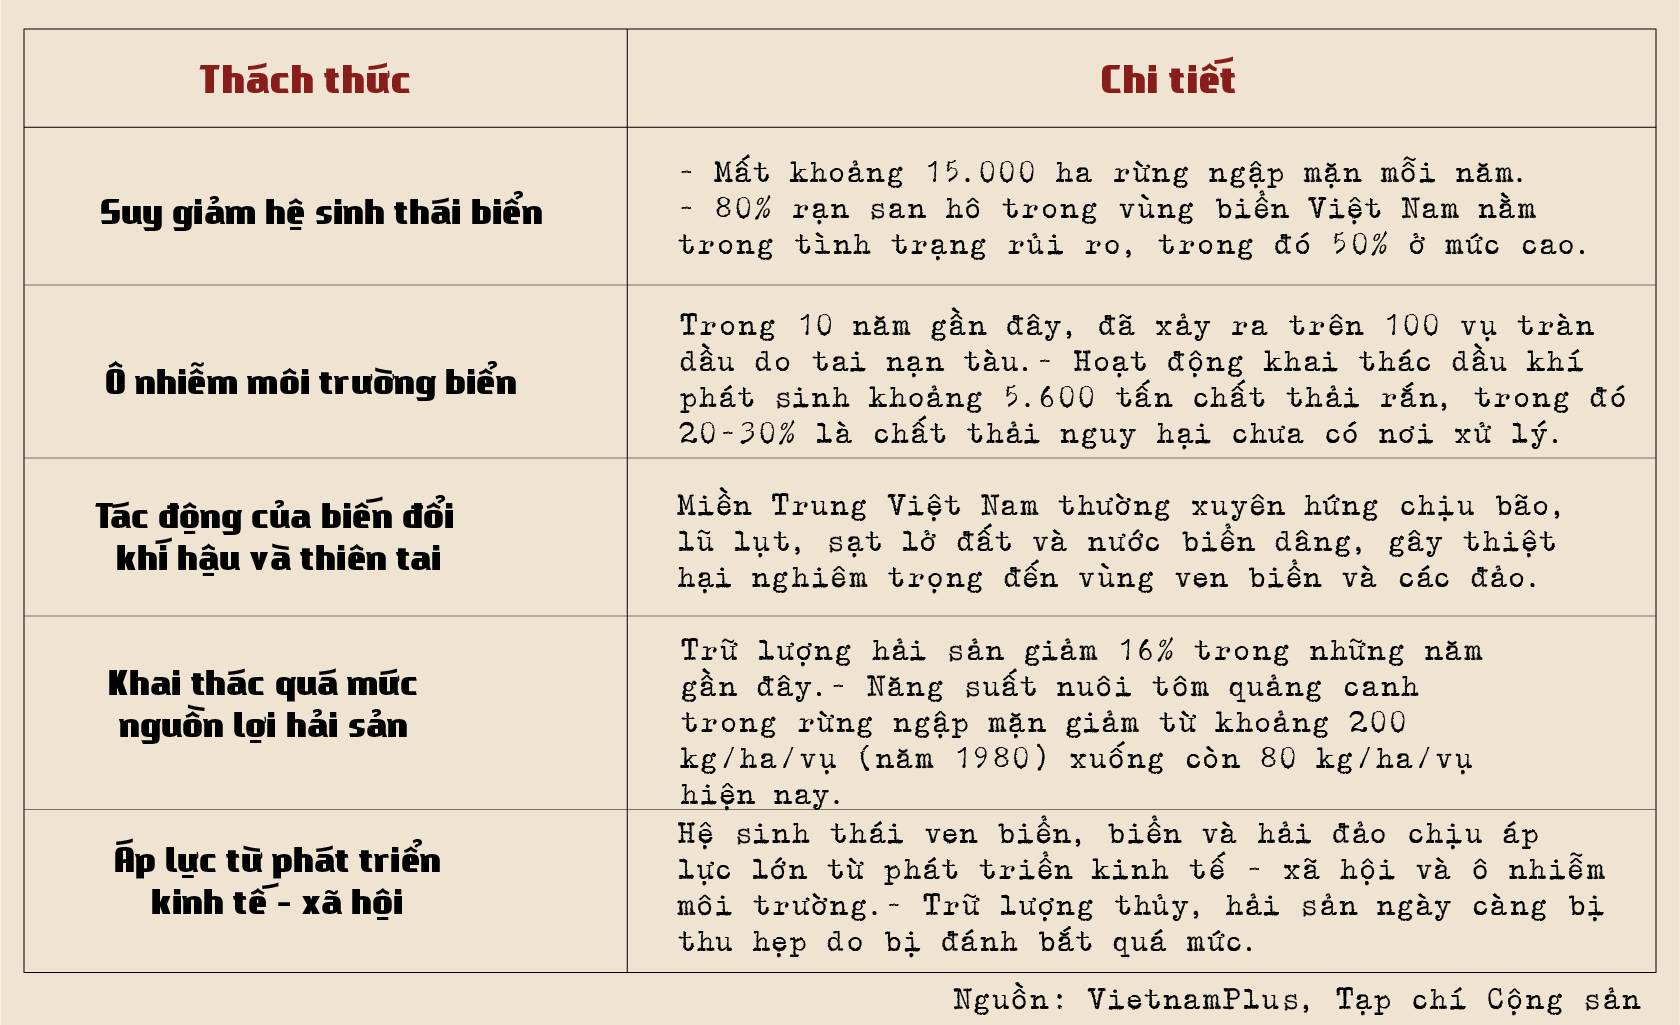 Thách thức
Chi tiết
Suy giảm hệ sinh thái biển
- Mất khoảng 15.000 ha rừng ngập mặn mỗi năm.
- 80% rạn san hô trong vùng biển Việt Nam nằm
trong tình trạng rủi ro, trong đó 50% ở mức cao.
Ô nhiễm môi trường biển
Trong 10 năm gần đây, đã xảy ra trên 100 vụ tràn
dầu do tai nạn tàu.- Hoạt động khai thác dầu khí
phát sinh khoảng 5.600 tấn chất thải rắn, trong đó
20-30% là chất thải nguy hại chưa có nơi xử lý.
Tác động của biến đổi
khí hậu và thiên tai
Miền Trung Việt Nam thường xuyên hứng chịu bão,
lũ lụt, sạt lở đất và nước biển dâng, gây thiệt
hại nghiêm trọng đến vùng ven biển và các đảo.
Khai thác quá mức
nguồn lợi hải sản
Trữ lượng hải sản giảm 16% trong những năm
gần đây.- Năng suất nuôi tôm quảng canh
trong rừng ngập mặn giảm từ khoảng 200
kg/ha/vụ (năm 1980) xuống còn 80 kg/ha/vụ
hiện nay.
Áp lực từ phát triển
kinh tế - xã hội
Hệ sinh thái ven biển, biển và hải đảo chịu áp
lực lớn từ phát triển kinh tế - xã hội và ô nhiễm
môi trường.- Trữ lượng thủy, hải sản ngày càng bị
thu hẹp do bị đánh bắt quá mức.
Nguồn: VietnamPlus, Tạp chí Cộng sản